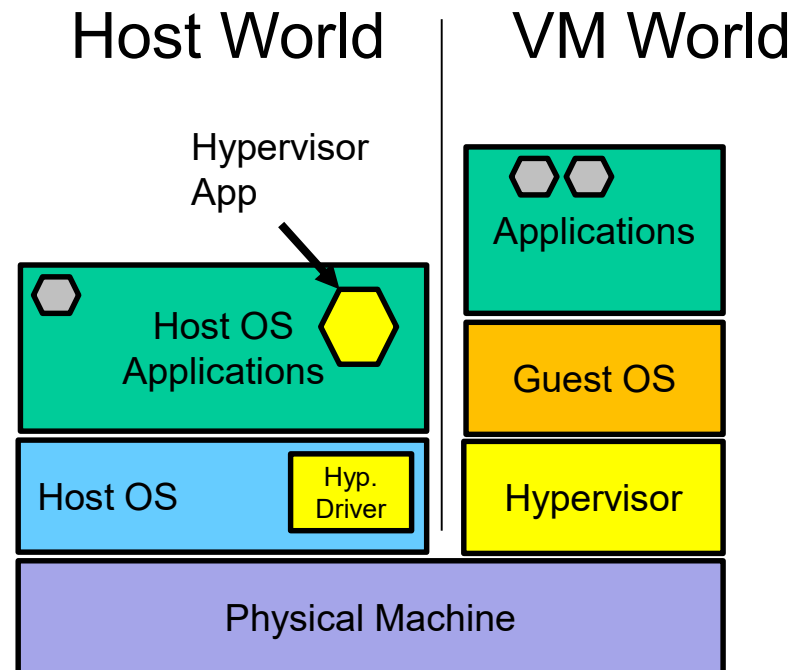 Host World
VM World
Hypervisor
App
Applications
Host OS
Applications
Guest OS
Host OS
Hyp.
Driver
Hypervisor
Physical Machine